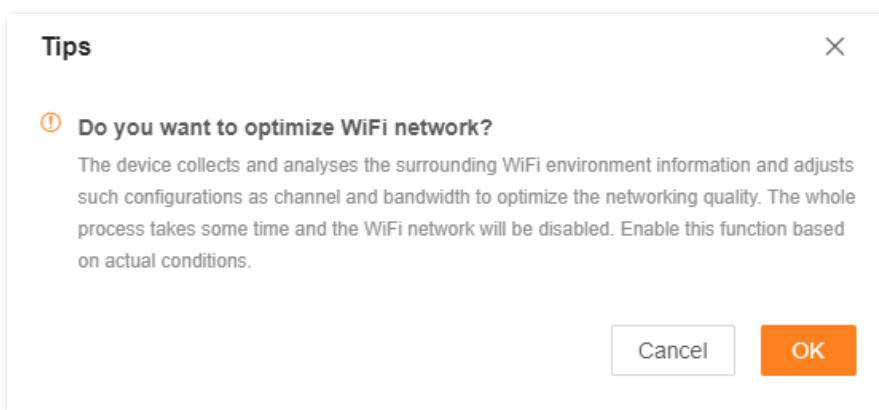 Tips
Do you want to optimize WiFi network?
The device collects and analyses the surrounding WiFi environment information and adjusts
such configurations as channel and bandwidth to optimize the networking quality. The whole
process takes some time and the WiFi network will be disabled. Enable this function based
on actual conditions.
Cancel OK